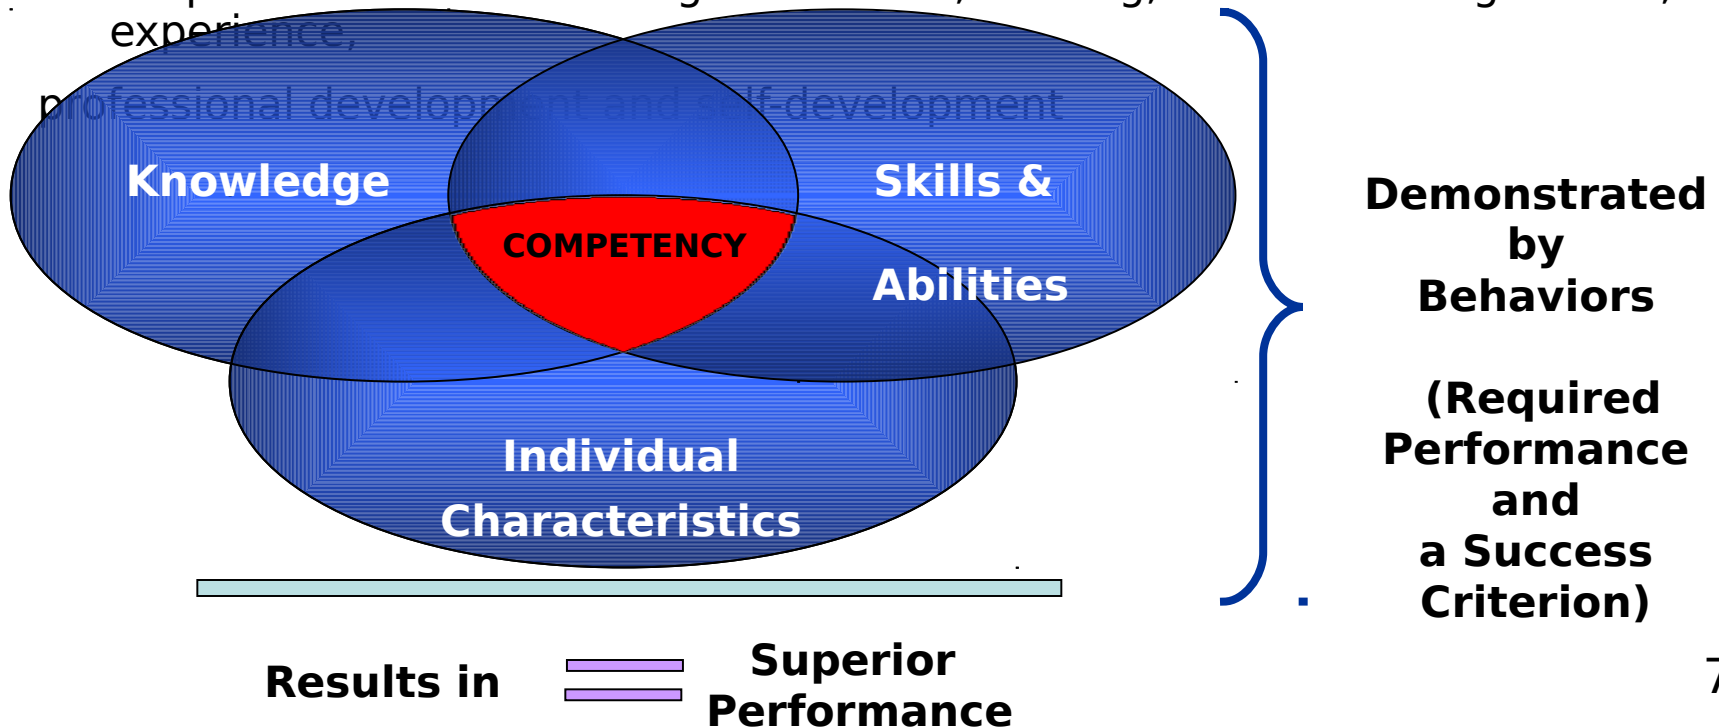 experience,
professional development and self-development
Knowledge
Skills &
Abilities
COMPETENCY
Individual
Characteristics
Demonstrated
by
Behaviors
(Required
Performance
and
a Success
Criterion)
Results in
Superior
Performance
7